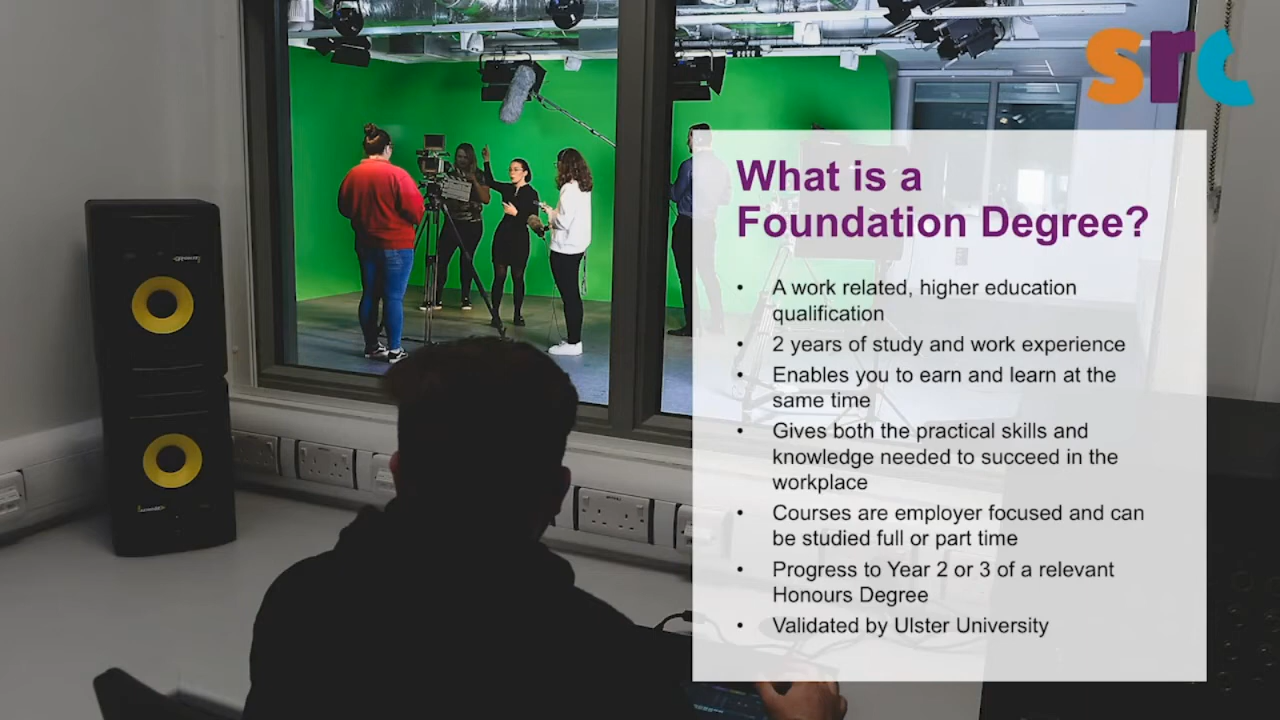 src
What is a
Foundation Degree?
• A work related, higher education
qualification
• 2 years of study and work experience
• Enables you to earn and learn at the
same time
• Gives both the practical skills and
knowledge needed to succeed in the
workplace
• Courses are employer focused and can
be studied full or part time
• Progress to Year 2 or 3 of a relevant
Honours Degree
• Validated by Ulster University